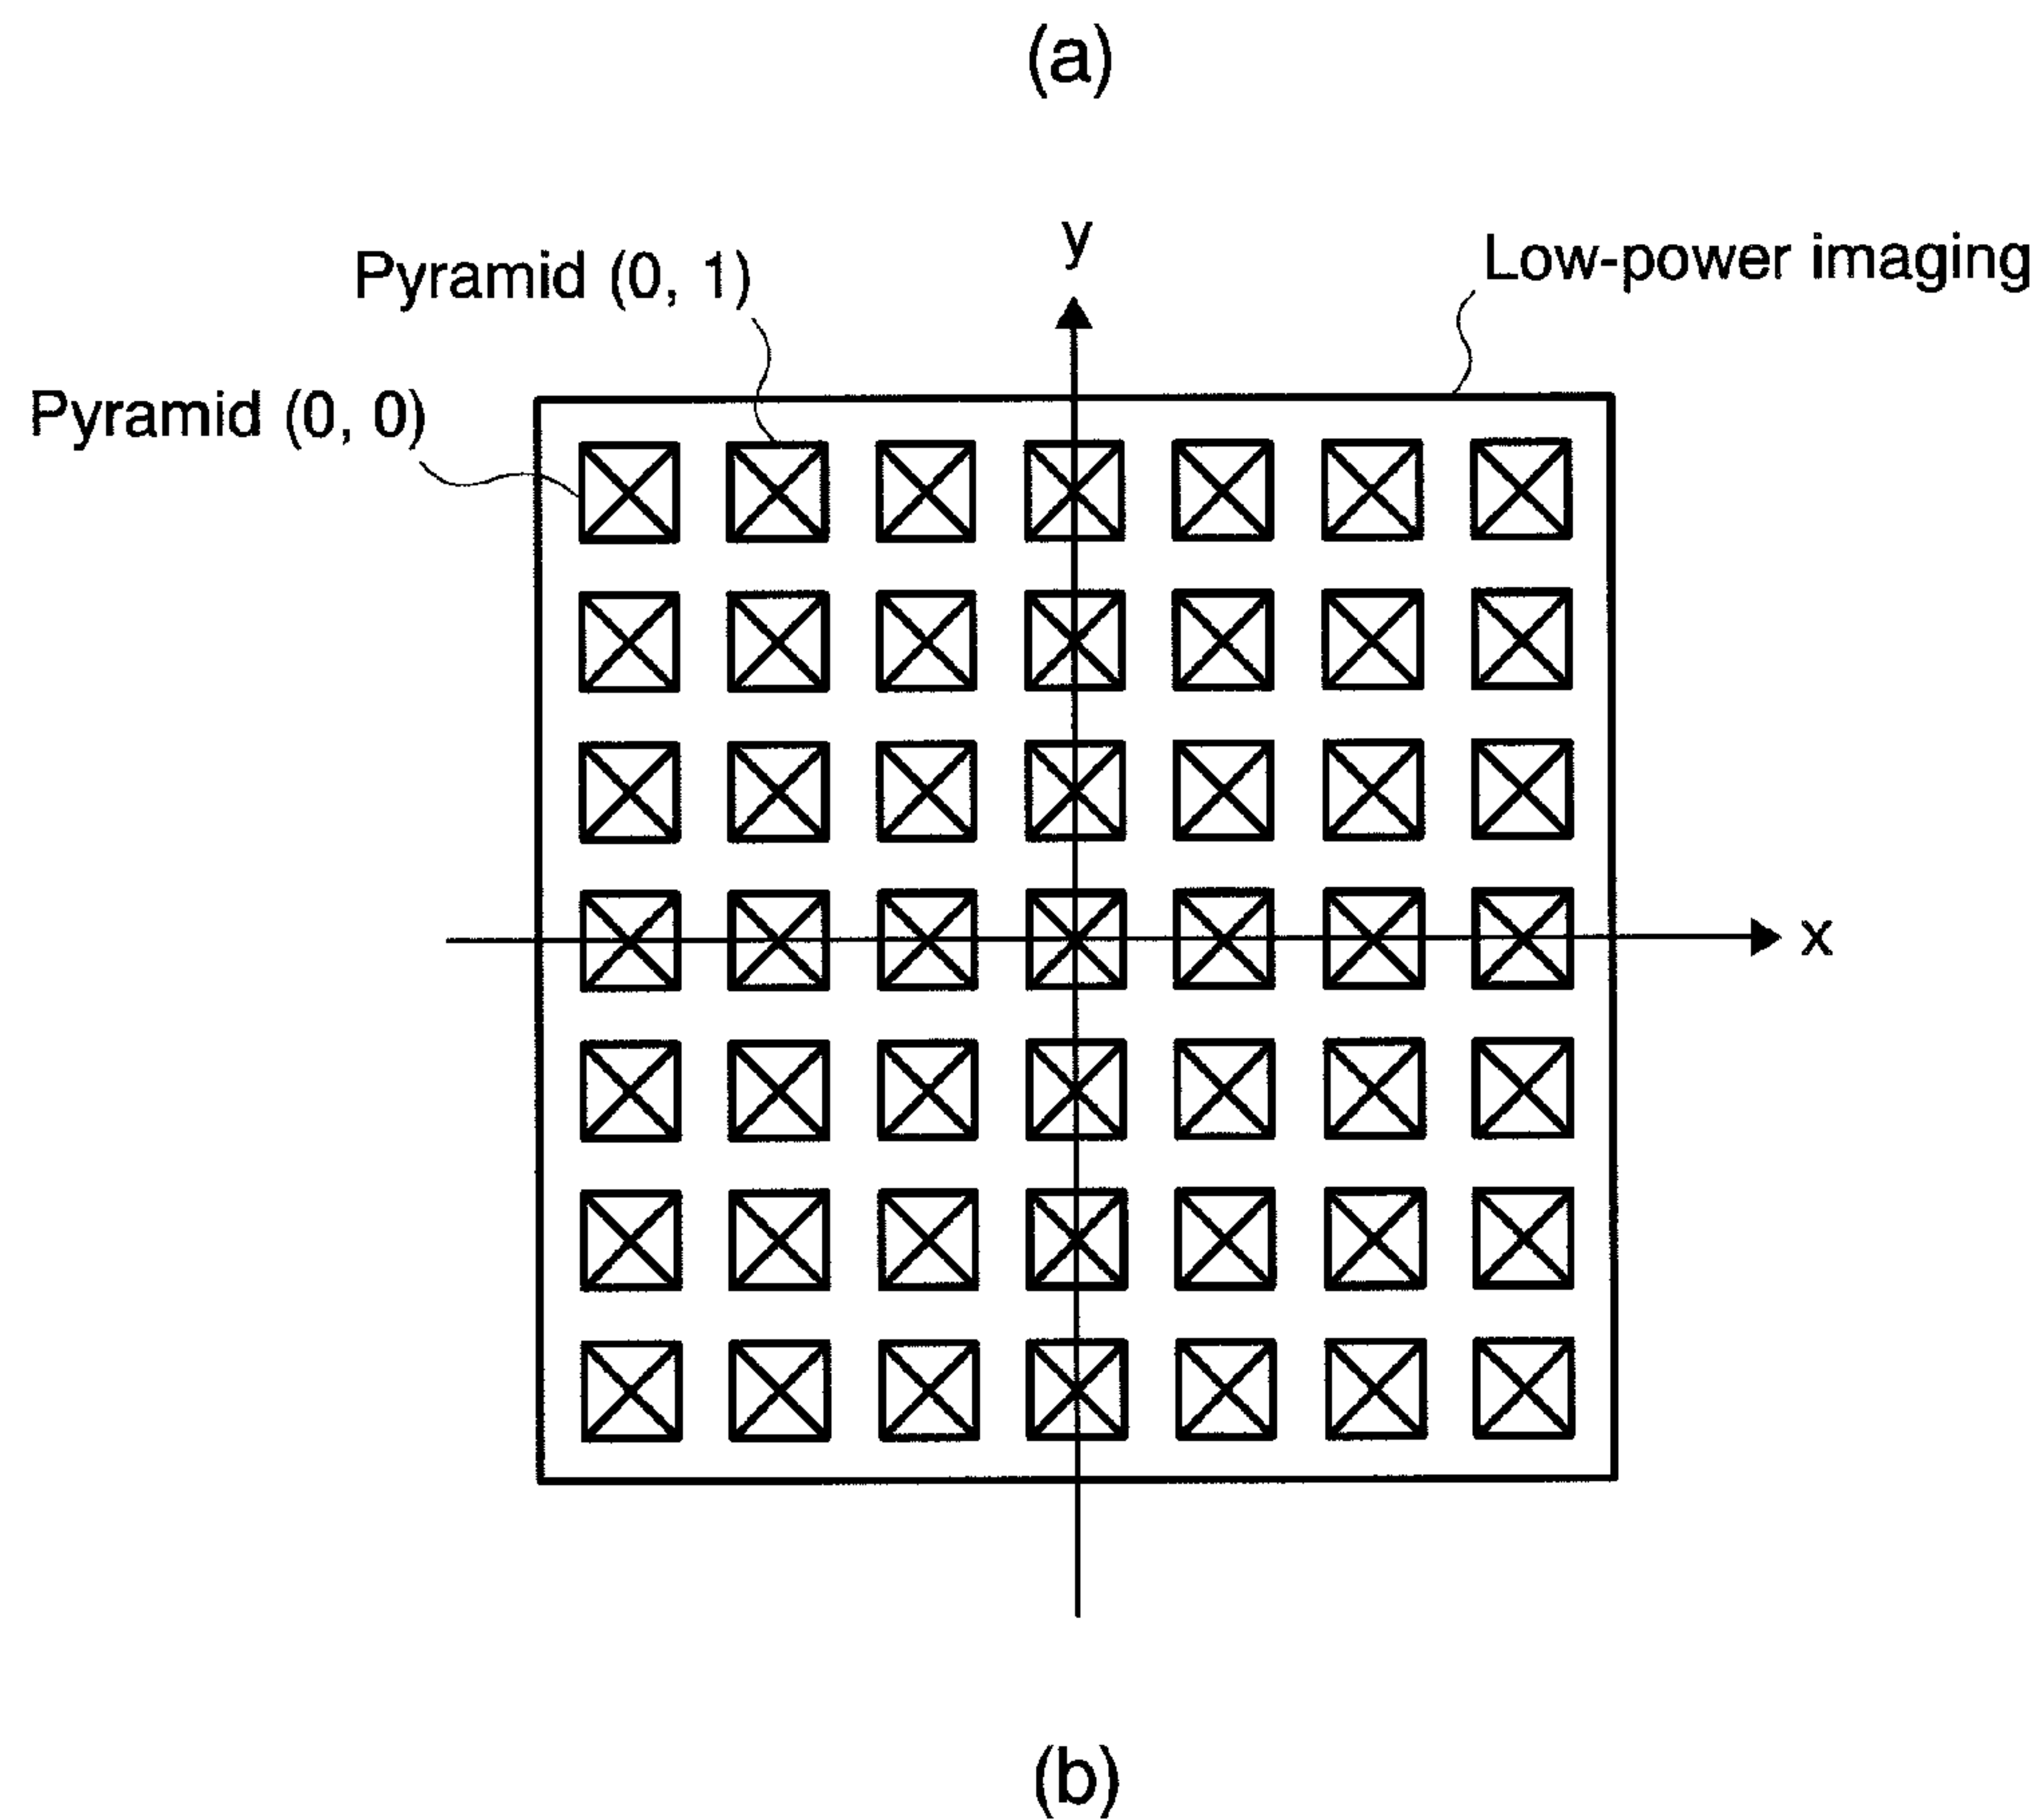 (a)
y
Low-power imaging
Pyramid (0, 1)
Pyramid (0, 0)
x
(b)